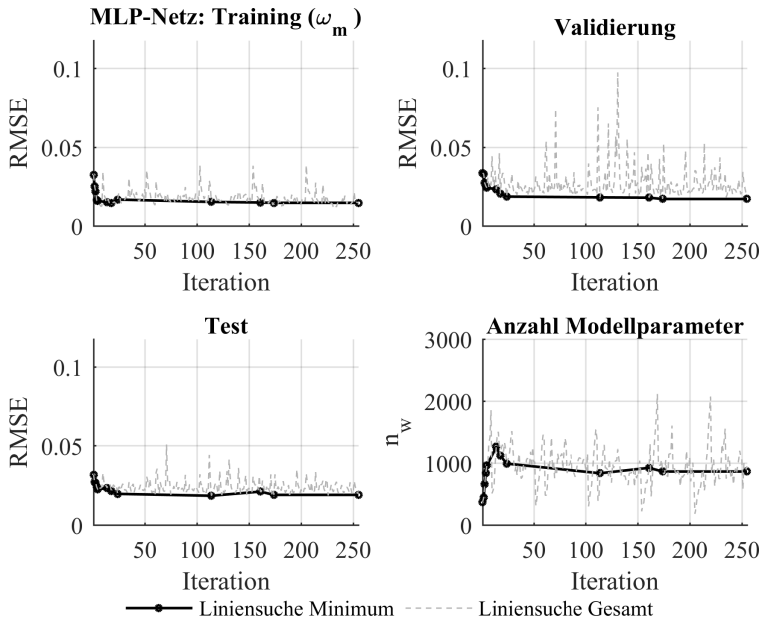 MLP-Netz: Training (ω_m)
RMSE
0.1
0.05
0
50 100 150 200 250
Iteration
Validierung
RMSE
0.1
0.05
0
50 100 150 200 250
Iteration
Test
RMSE
0.1
0.05
0
50 100 150 200 250
Iteration
Anzahl Modellparameter
n_w
3000
2000
1000
0
50 100 150 200 250
Iteration
Liniensuche Minimum
Liniensuche Gesamt